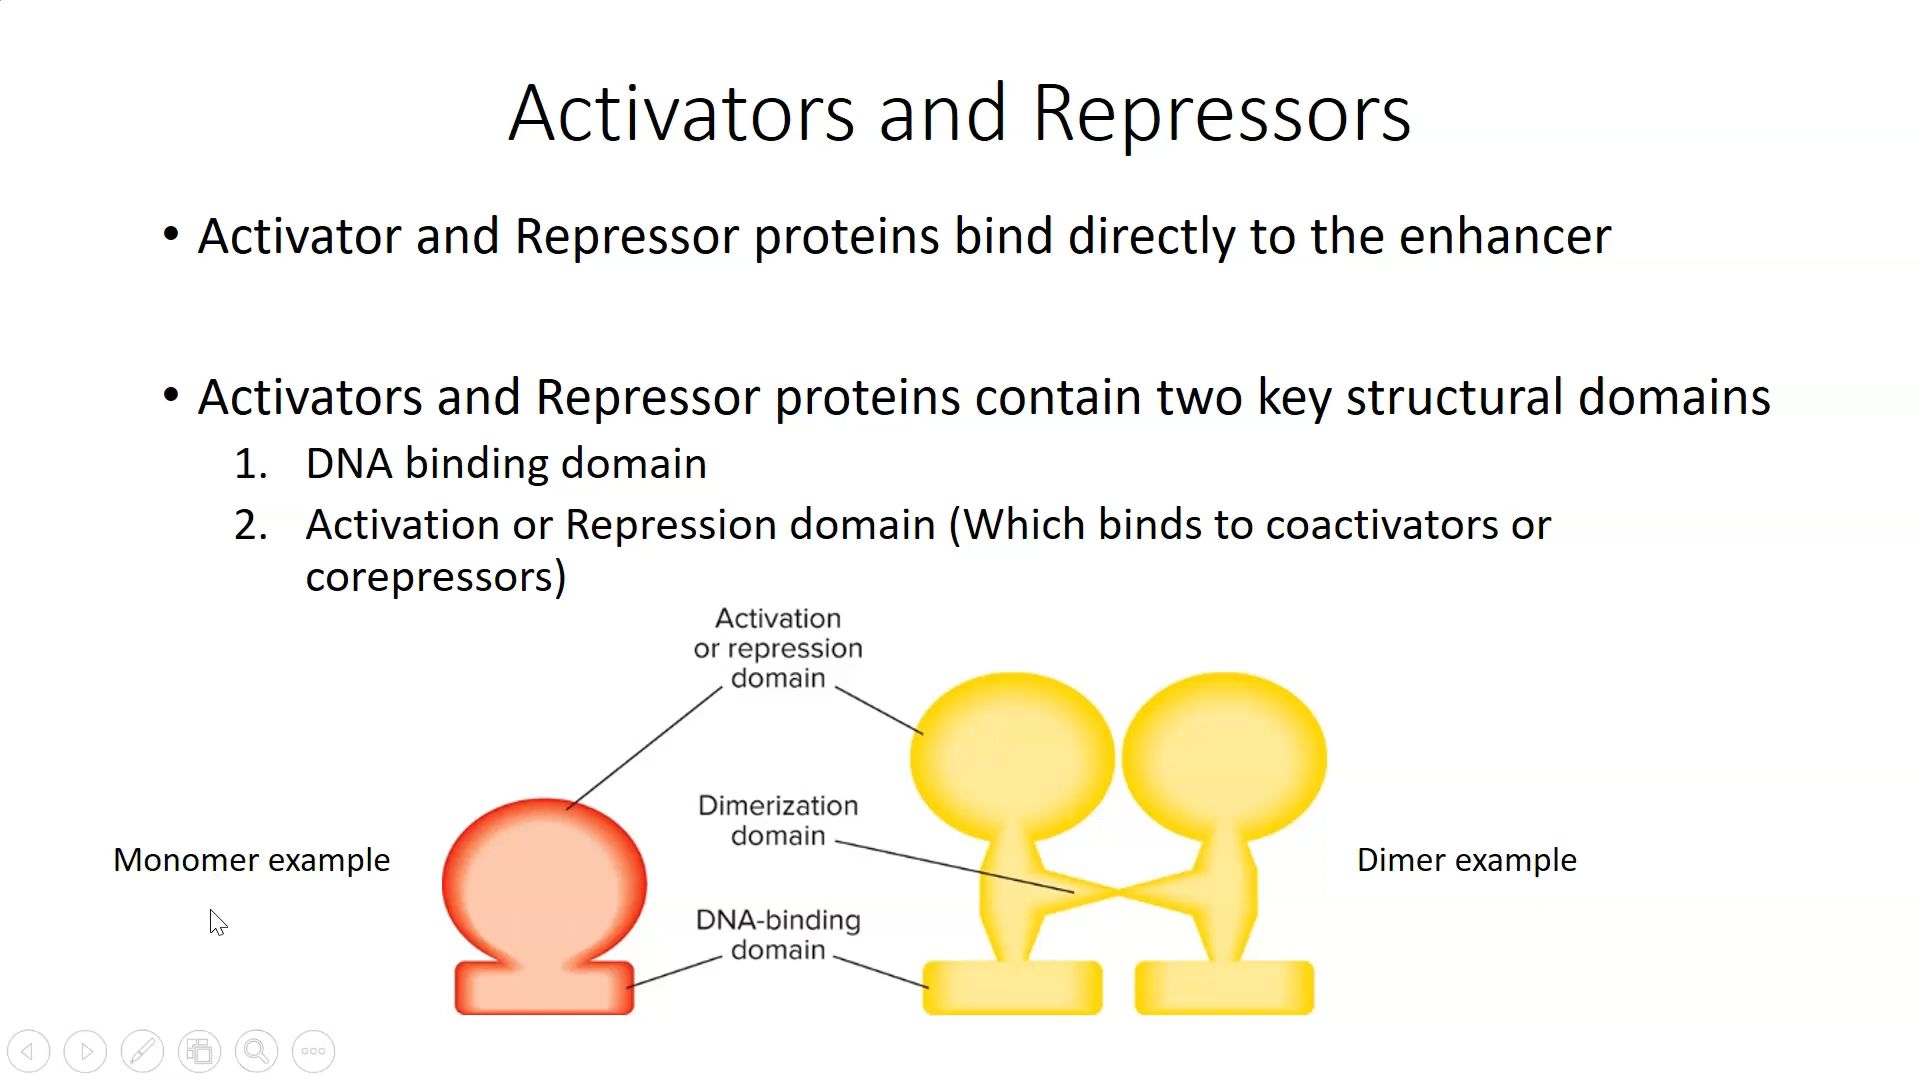 Activators and Repressors
• Activator and Repressor proteins bind directly to the enhancer
• Activators and Repressor proteins contain two key structural domains
1. DNA binding domain
2. Activation or Repression domain (Which binds to coactivators or
corepressors)
Activation
or repression
domain
Dimerization
domain
Monomer example
Dimer example
DNA-binding
domain